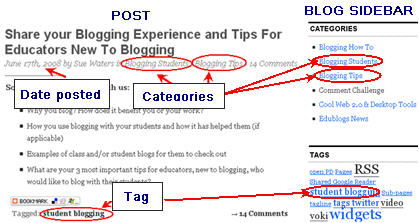 POST
BLOG SIDEBAR
Share your Blogging Experience and Tips For
Educators New To Blogging
June 17th, 2008 by Sue Waters in Blogging Students, Blogging Tips 14 Comments
Date posted
Categories
with us:
Why you blog? How does it benefit you or your work?
How you use blogging with your students and how it has helped them (if
applicable)
Examples of class and/or student blogs for them to check out
What are your 3 most important tips for educators, new to blogging, who
would like to blog with their students?
Tag
BOOKMARK
Tagged: student blogging
→ 14 Comments
CATEGORIES
Blogging How To
Blogging Students
Blogging Tips
Comment Challenge
Cool Web 2.0 & Desktop Tools
Edublogs News
TAGS
open PD Pages RSS
Shared Google Reader
student blogging Sub-pages
tagging tags twitter video
voki widgets